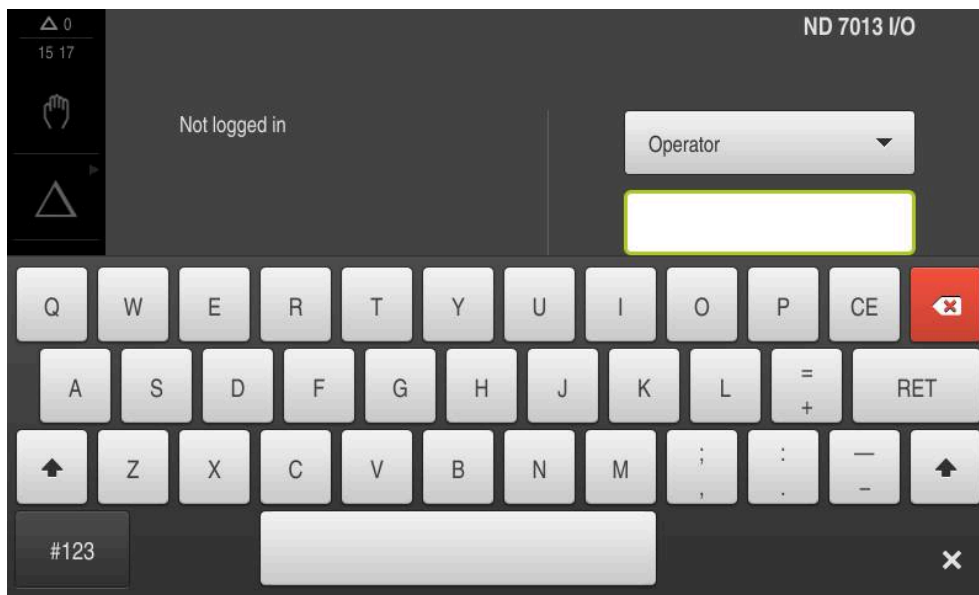 0
ND 7013 I/O
15 17
Not logged in
Operator
Q W E R T Y U I O P CE
A S D F G H J K L = + RET
Z X C V B N M ; , : . — –
#123